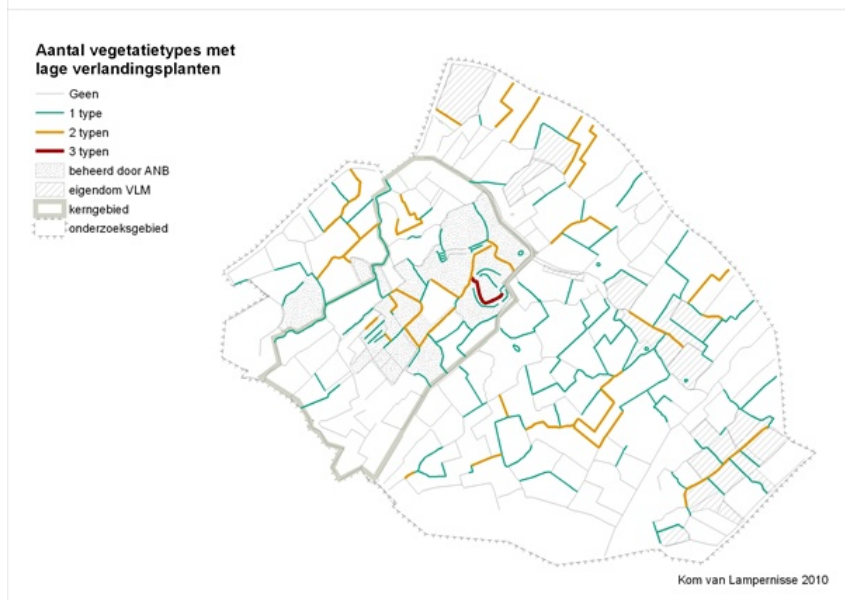 Aantal vegetatietypes met
lage verlandingsplanten
Geen
1 type
2 typen
3 typen
beheerd door ANB
eigendom VLM
kerngebied
onderzoeksgebied
Kom van Lampernisse 2010